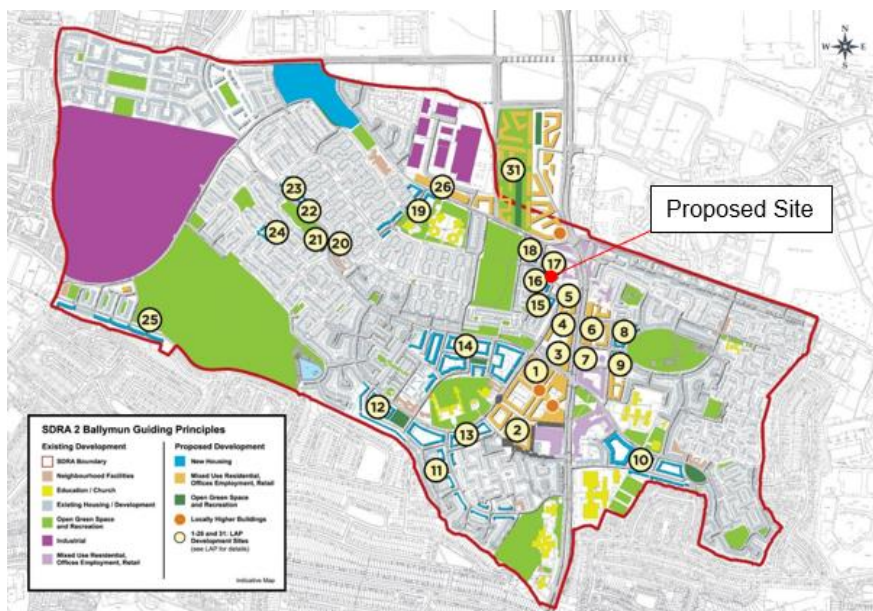 N
W E
S
31
Proposed Site
26
23
19
22
24
21
20
18
17
16
5
15
25
4
6
8
14
3
7
9
1
12
13
2
10
11
SDRA 2 Ballymun Guiding Principles
Existing Development
SDRA Boundary
Neighbourhood Facilities
Education / Church
Existing Housing / Development
Open Green Space
and Recreation
Industrial
Mixed Use Residential,
Offices Employment, Retail
Proposed Development
New Housing
Mixed Use Residential,
Offices Employment, Retail
Open Green Space
and Recreation
Locally Higher Buildings
1-28 and 31: LAP
Development Sites
(see LAP for details)
Indicative Map